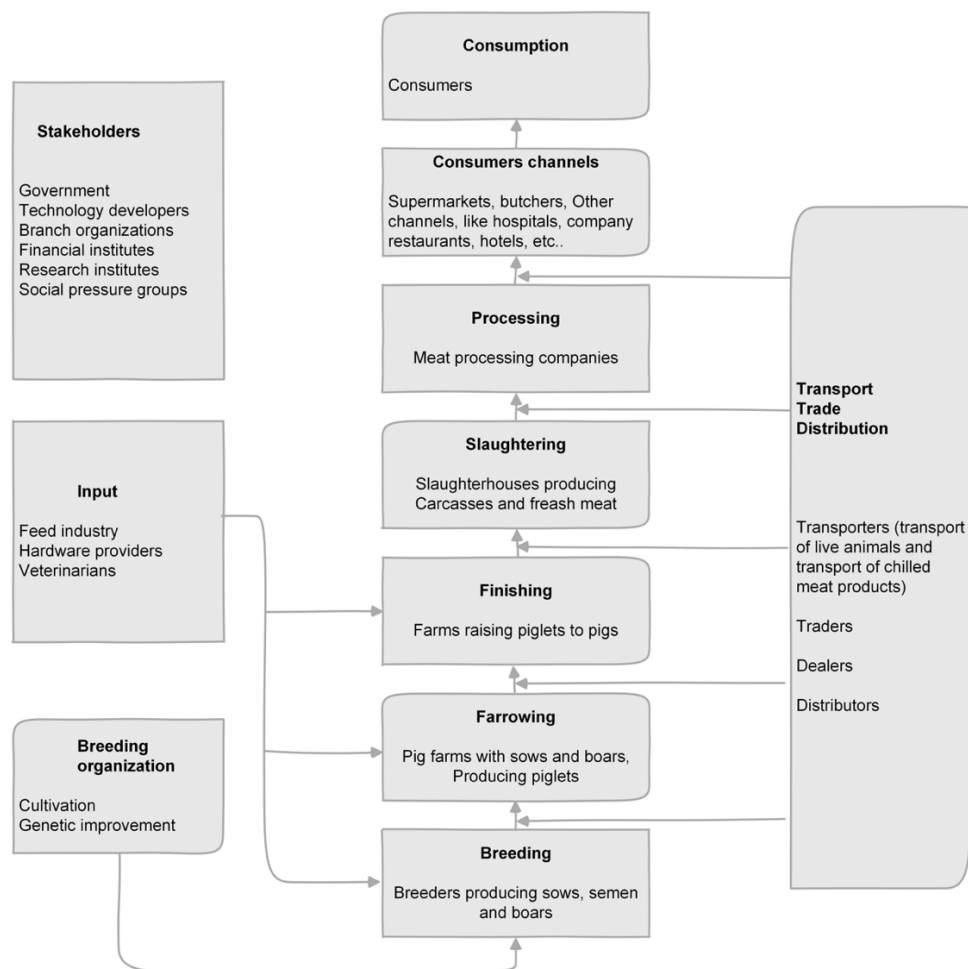 Consumption
Consumers
Stakeholders
Government
Technology developers
Branch organizations
Financial institutes
Research institutes
Social pressure groups
Consumers channels
Supermarkets, butchers, Other
channels, like hospitals, company
restaurants, hotels, etc..
Processing
Meat processing companies
Transport
Trade
Distribution
Transporters (transport
of live animals and
transport of chilled
meat products)
Traders
Dealers
Distributors
Input
Feed industry
Hardware providers
Veterinarians
Slaughtering
Slaughterhouses producing
Carcasses and freash meat
Finishing
Farms raising piglets to pigs
Farrowing
Pig farms with sows and boars,
Producing piglets
Breeding
organization
Cultivation
Genetic improvement
Breeding
Breeders producing sows, semen
and boars